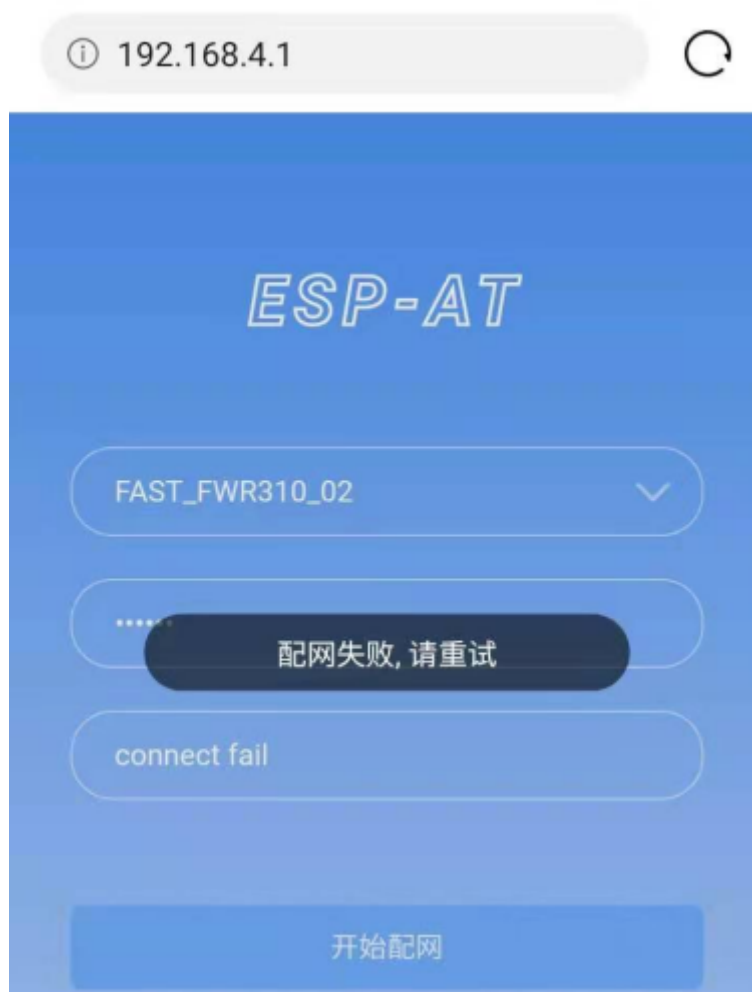 192.168.4.1
ESP-AT
FAST_FWR310_02
配网失败, 请重试
connect fail
开始配网